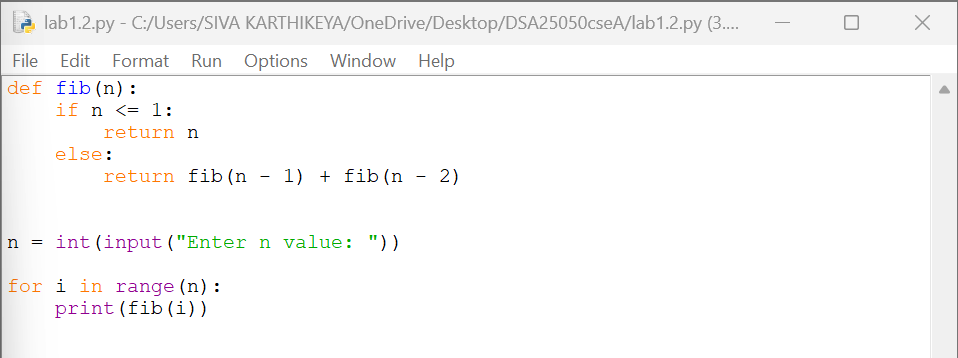 lab1.2.py - C:/Users/SIVA KARTHIKEYA/OneDrive/Desktop/DSA25050cseA/lab1.2.py (3....
File Edit Format Run Options Window Help
def fib(n):
    if n <= 1:
        return n
    else:
        return fib(n - 1) + fib(n - 2)
n = int(input("Enter n value: "))
for i in range(n):
    print(fib(i))